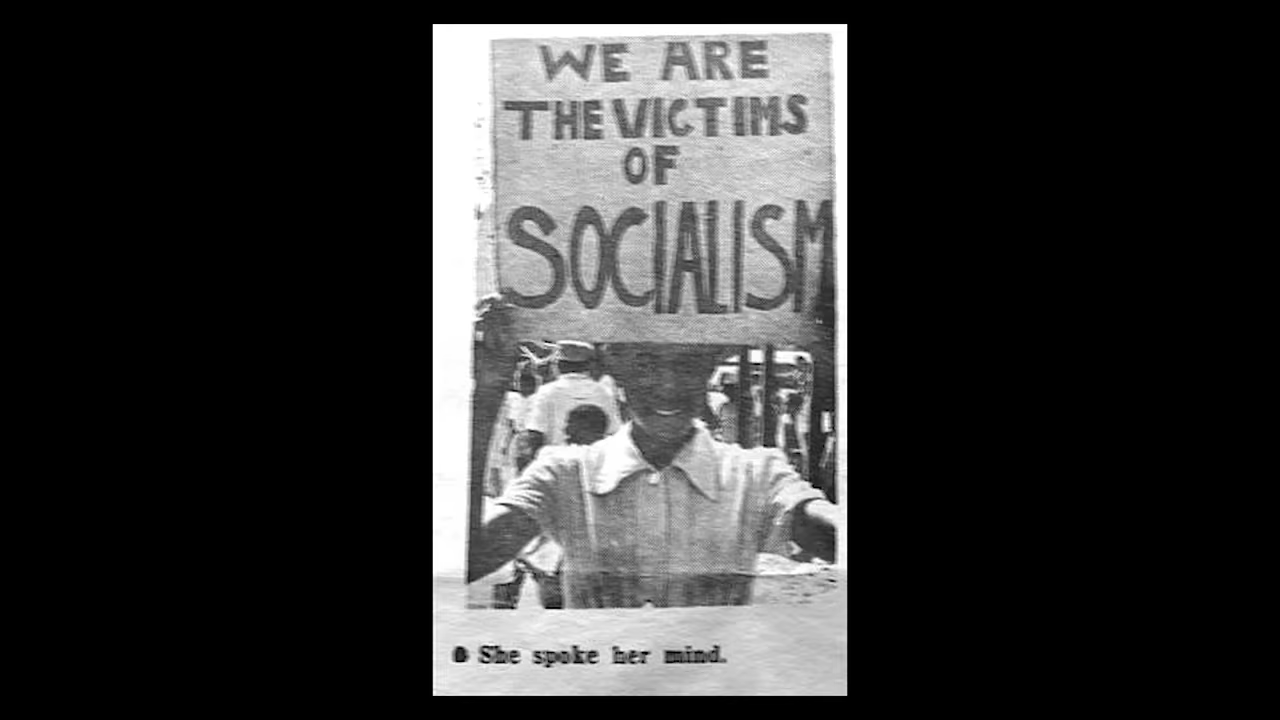 WE ARE
THE VICTIMS
OF
SOCIALISM
She spoke her mind.